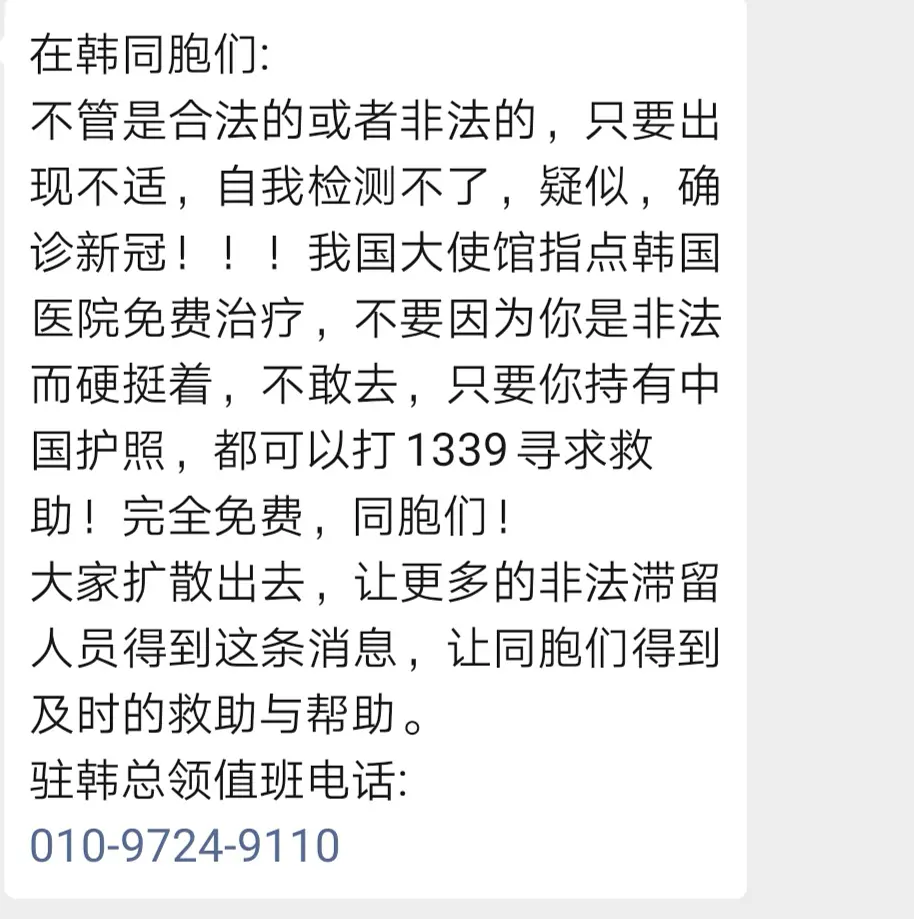 在韩同胞们:
不管是合法的或者非法的，只要出
现不适，自我检测不了，疑似，确
诊新冠！！！我国大使馆指点韩国
医院免费治疗，不要因为你是非法
而硬挺着，不敢去，只要你持有中
国护照，都可以打1339寻求救
助！完全免费，同胞们！
大家扩散出去，让更多的非法滞留
人员得到这条消息，让同胞们得到
及时的救助与帮助。
驻韩总领值班电话:
010-9724-9110